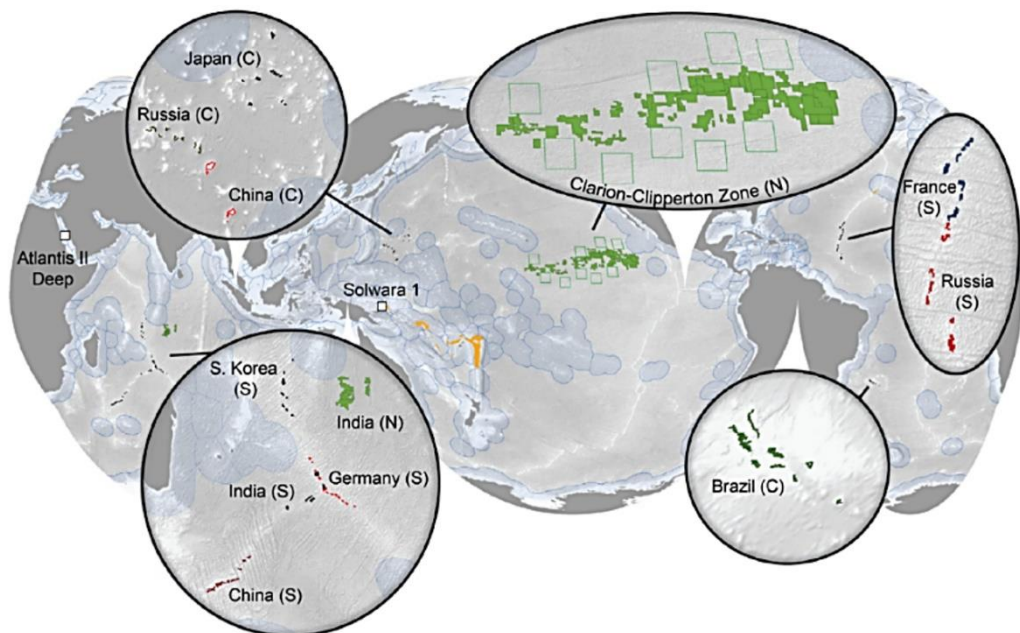 Japan (C)
Russia (C)
China (C)
Clarion-Clipperton Zone (N)
France
(S)
Russia
(S)
Atlantis II
Deep
Solwara 1
S. Korea
(S)
India (N)
Germany (S)
India (S)
China (S)
Brazil (C)